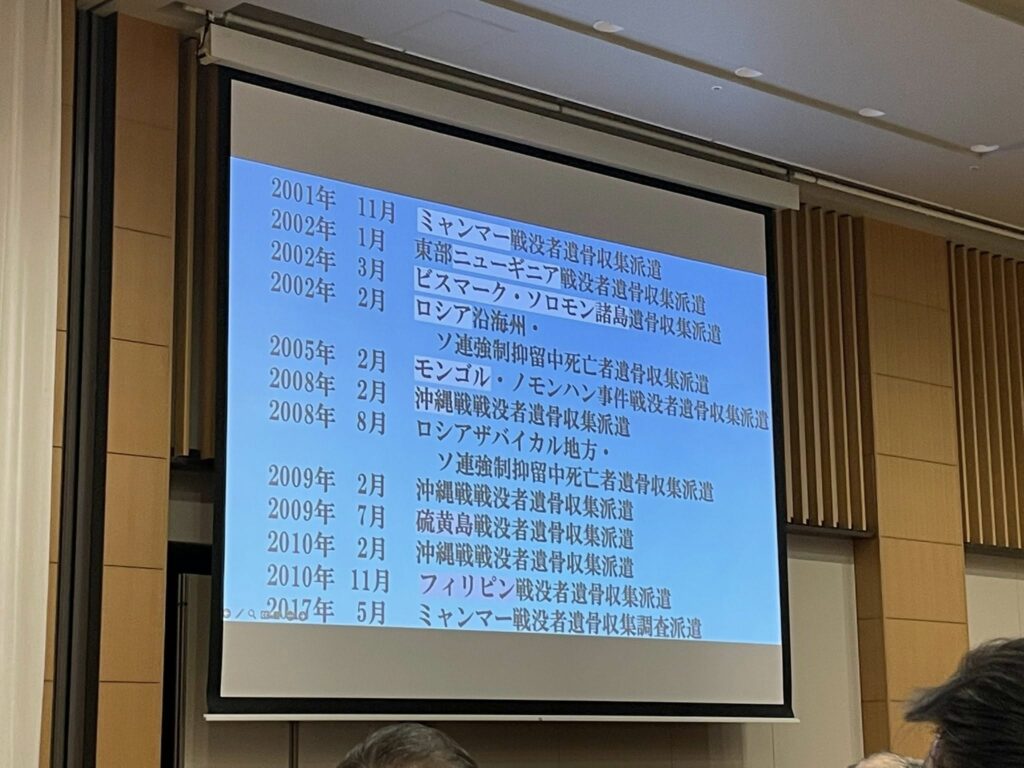 2001年 11月 ミャンマー戦没者遺骨収集派遣
2002年 1月 東部ニューギニア戦没者遺骨収集派遣
2002年 3月 ビスマーク・ソロモン諸島遺骨収集派遣
2002年 2月 ロシア沿海州・
ソ連強制抑留中死亡者遺骨収集派遣
2005年 2月 モンゴル・ノモンハン事件戦没者遺骨収集派遣
2008年 2月 沖縄戦戦没者遺骨収集派遣
2008年 8月 ロシアザバイカル地方・
ソ連強制抑留中死亡者遺骨収集派遣
2009年 2月 沖縄戦戦没者遺骨収集派遣
2009年 7月 硫黄島戦没者遺骨収集派遣
2010年 2月 沖縄戦戦没者遺骨収集派遣
2010年 11月 フィリピン戦没者遺骨収集派遣
2017年 5月 ミャンマー戦没者遺骨収集調査派遣